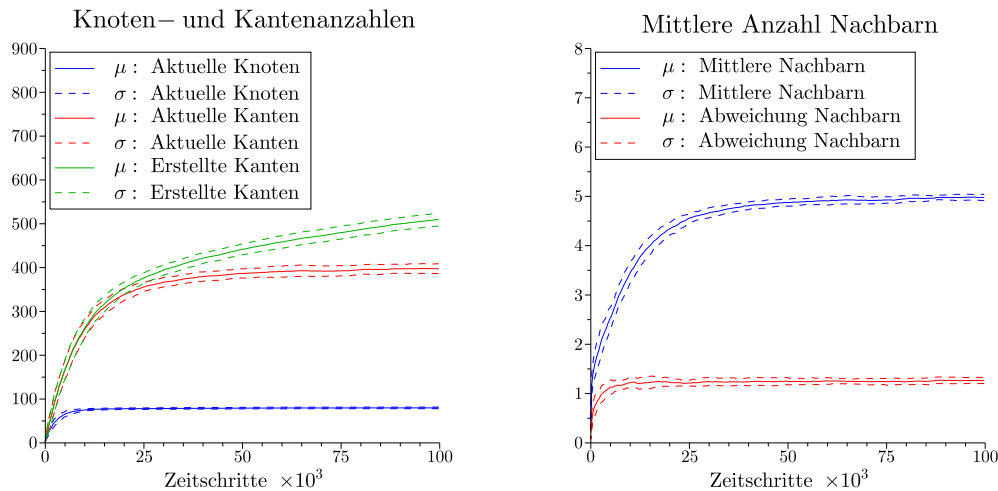 Knoten− und Kantenanzahlen
900
800
700
600
500
400
300
200
100
0
μ : Aktuelle Knoten
σ : Aktuelle Knoten
μ : Aktuelle Kanten
σ : Aktuelle Kanten
μ : Erstellte Kanten
σ : Erstellte Kanten
0 25 50 75 100
Zeitschritte ×10³
Mittlere Anzahl Nachbarn
8
7
6
5
4
3
2
1
0
μ : Mittlere Nachbarn
σ : Mittlere Nachbarn
μ : Abweichung Nachbarn
σ : Abweichung Nachbarn
0 25 50 75 100
Zeitschritte ×10³